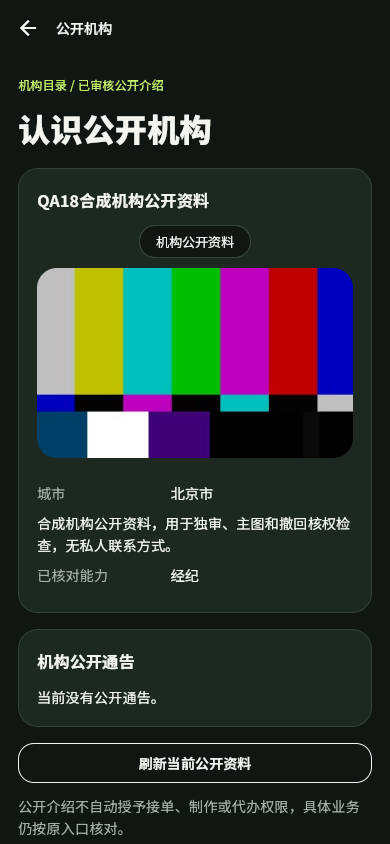 公开机构
机构目录 / 已审核公开介绍
认识公开机构
QA18合成机构公开资料
机构公开资料
城市 北京市
合成机构公开资料，用于独审、主图和撤回核权检
查，无私人联系方式。
已核对能力 经纪
机构公开通告
当前没有公开通告。
刷新当前公开资料
公开介绍不自动授予接单、制作或代办权限，具体业务
仍按原入口核对。